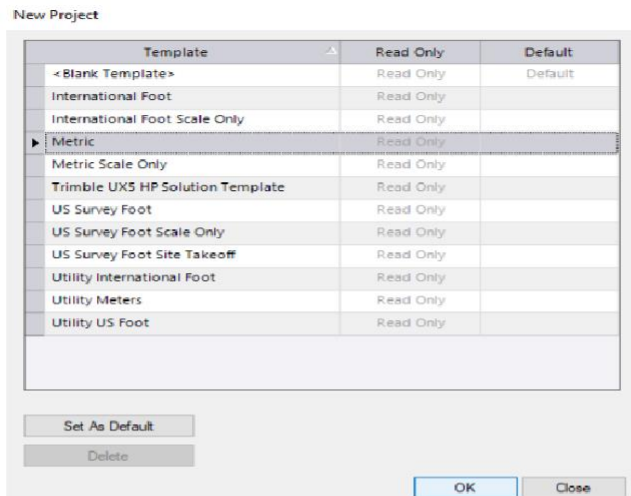 New Project
Template Read Only Default
<Blank Template> Read Only Default
International Foot Read Only
International Foot Scale Only Read Only
Metric Read Only
Metric Scale Only Read Only
Trimble UX5 HP Solution Template Read Only
US Survey Foot Read Only
US Survey Foot Scale Only Read Only
US Survey Foot Site Takeoff Read Only
Utility International Foot Read Only
Utility Meters Read Only
Utility US Foot Read Only
Set As Default
Delete
OK Close